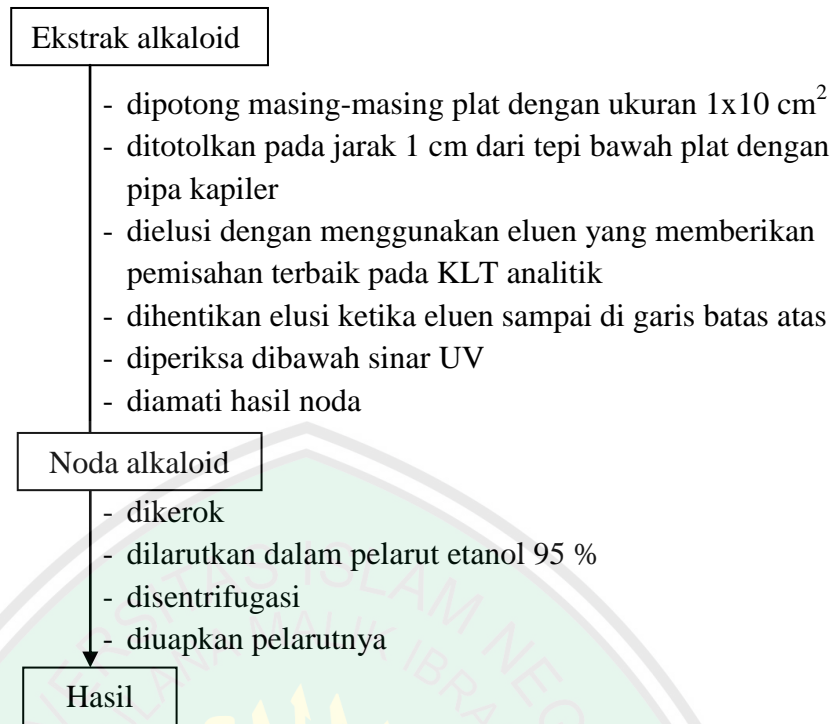 Ekstrak alkaloid
- dipotong masing-masing plat dengan ukuran 1x10 cm²
- ditotolkan pada jarak 1 cm dari tepi bawah plat dengan
pipa kapiler
- dielusi dengan menggunakan eluen yang memberikan
pemisahan terbaik pada KLT analitik
- dihentikan elusi ketika eluen sampai di garis batas atas
- diperiksa dibawah sinar UV
- diamati hasil noda
Noda alkaloid
- dikerok
- dilarutkan dalam pelarut etanol 95 %
- disentrifugasi
- diuapkan pelarutnya
Hasil